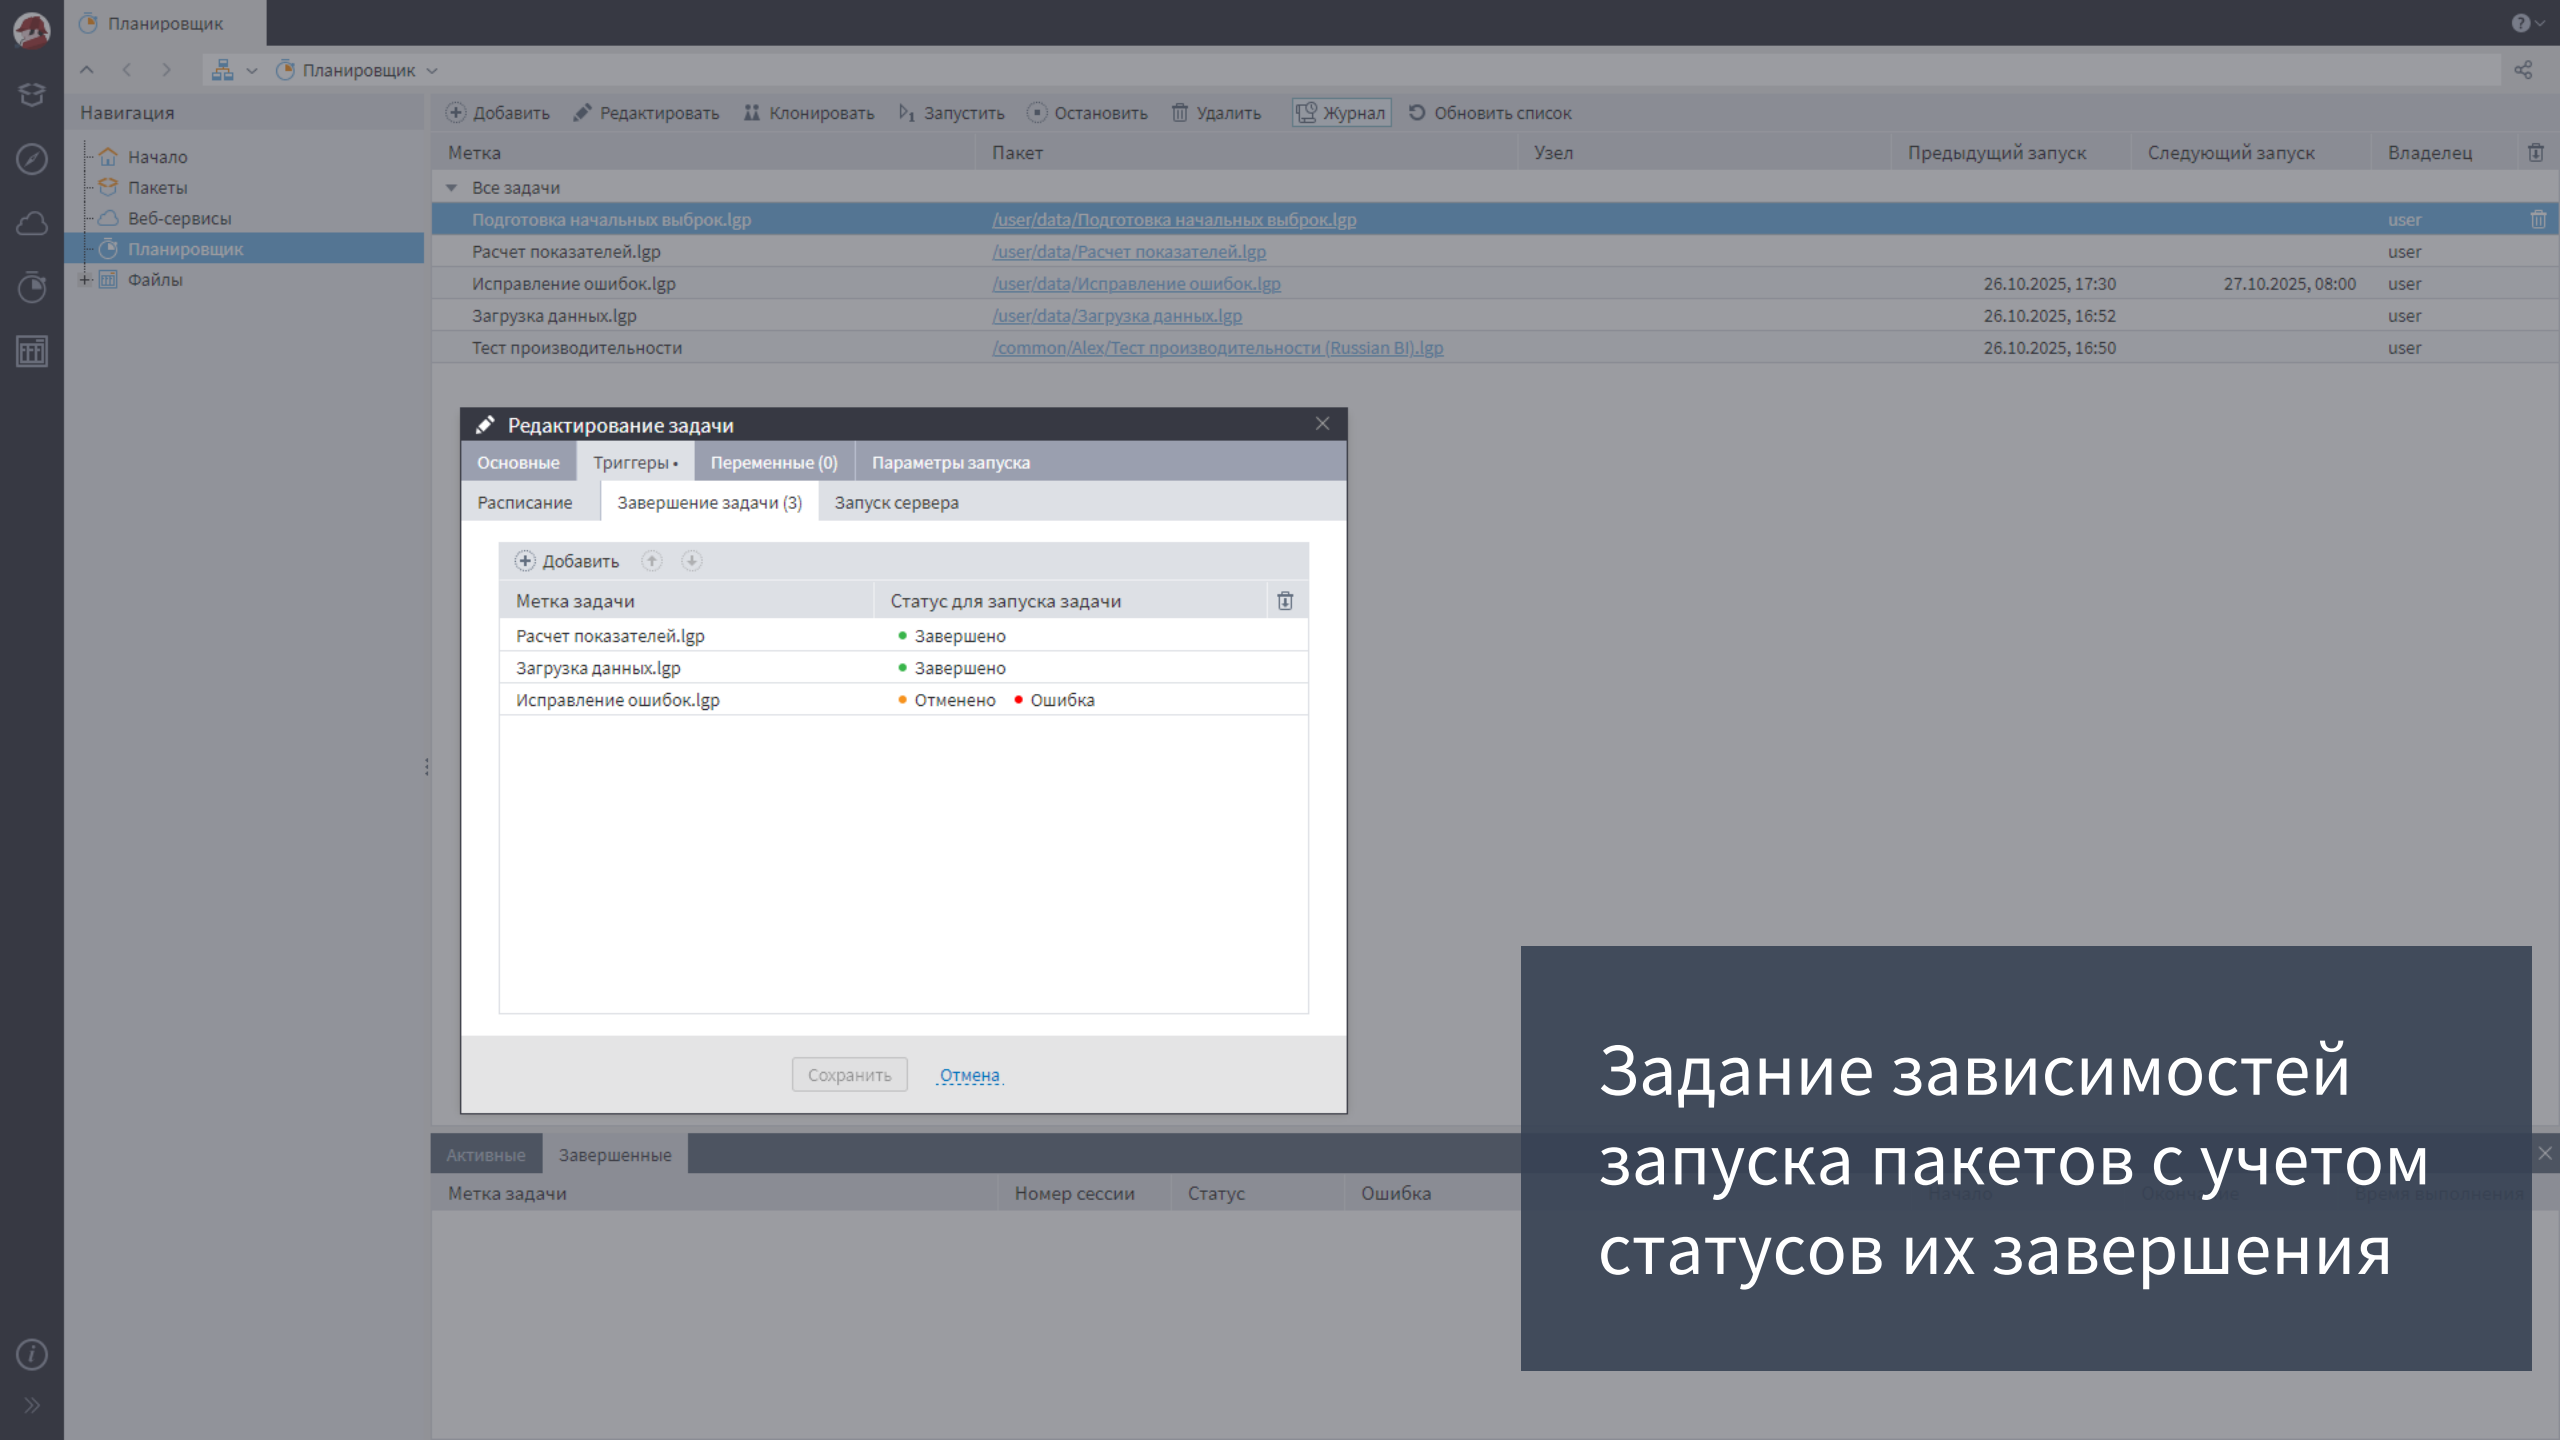 Планировщик
Планировщик
Навигация
Начало
Пакеты
Веб-сервисы
Планировщик
Файлы
Добавить Редактировать Клонировать Запустить Остановить Удалить Журнал Обновить список
Метка Пакет Узел Предыдущий запуск Следующий запуск Владелец
Все задачи
Подготовка начальных выброк.lgp /user/data/Подготовка начальных выброк.lgp user
Расчет показателей.lgp /user/data/Расчет показателей.lgp user
Исправление ошибок.lgp /user/data/Исправление ошибок.lgp 26.10.2025, 17:30 27.10.2025, 08:00 user
Загрузка данных.lgp /user/data/Загрузка данных.lgp 26.10.2025, 16:52 user
Тест производительности /common/Alex/Тест производительности (Russian BI).lgp 26.10.2025, 16:50 user
Редактирование задачи
Основные Триггеры • Переменные (0) Параметры запуска
Расписание Завершение задачи (3) Запуск сервера
Добавить
Метка задачи Статус для запуска задачи
Расчет показателей.lgp Завершено
Загрузка данных.lgp Завершено
Исправление ошибок.lgp Отменено Ошибка
Сохранить Отмена
Активные Завершенные
Метка задачи Номер сессии Статус Ошибка Начало Окончание Время выполнения
Задание зависимостей
запуска пакетов с учетом
статусов их завершения